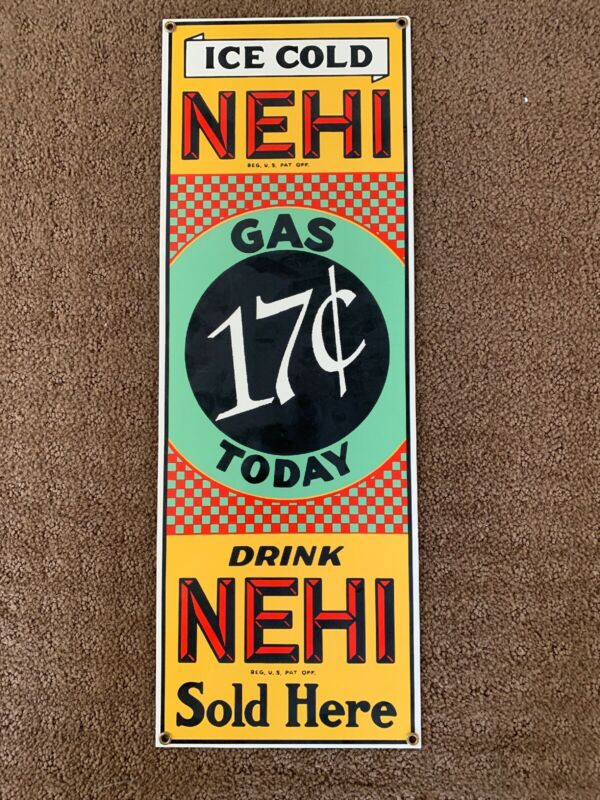 ICE COLD
NEHI
REG. U. S. PAT OFF.
GAS
17¢
TODAY
DRINK
NEHI
REG. U. S. PAT OFF.
Sold Here